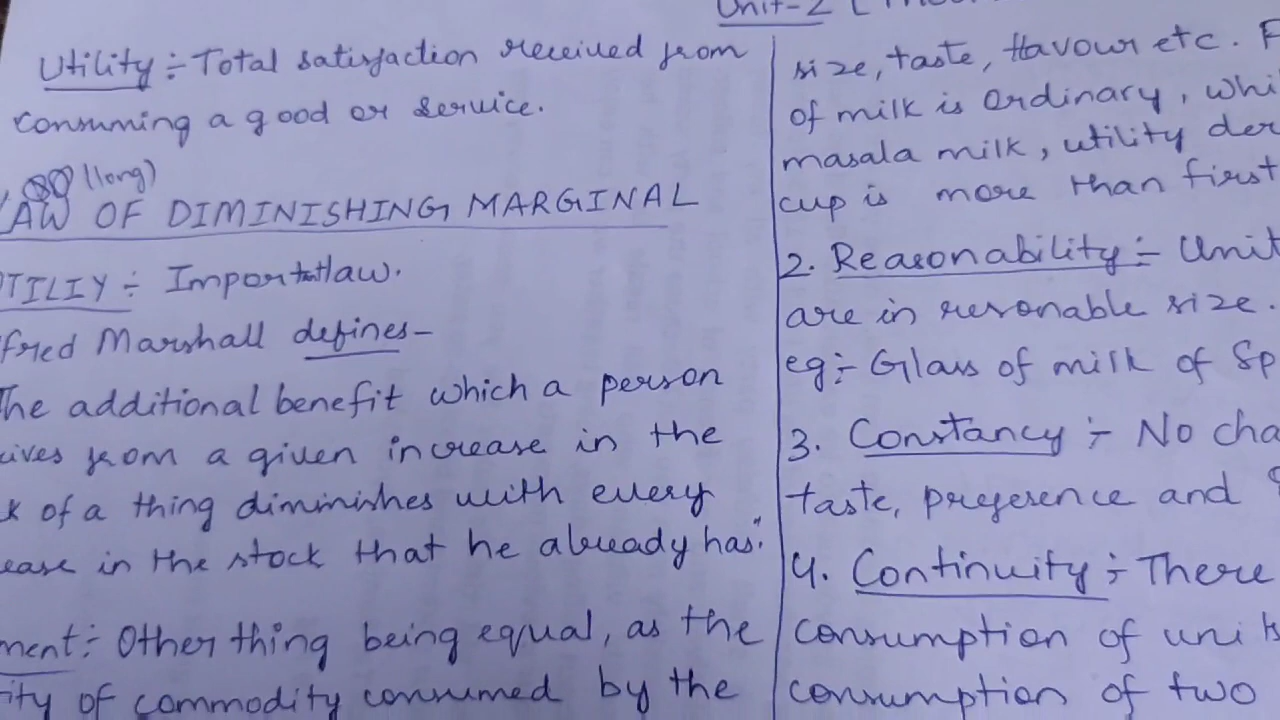 Unit-2 [
Utility :- Total satisfaction received from
consuming a good or service.
(long)
LAW OF DIMINISHING MARGINAL
UTILIY :- Important law.
fred Marshall defines-
The additional benefit which a person
ives from a given increase in the
k of a thing diminishes with every
ease in the stock that he already has."
ment:- Other thing being equal, as the
ity of commodity consumed by the
size, taste, flavour etc. F
of milk is ordinary, whi
masala milk, utility der
cup is more than first
2. Reasonability :- Unit
are in resonable size.
eg:- Glass of milk of Sp
3. Constancy :- No cha
taste, preference and
4. Continuity :- There
consumption of units
consumption of two